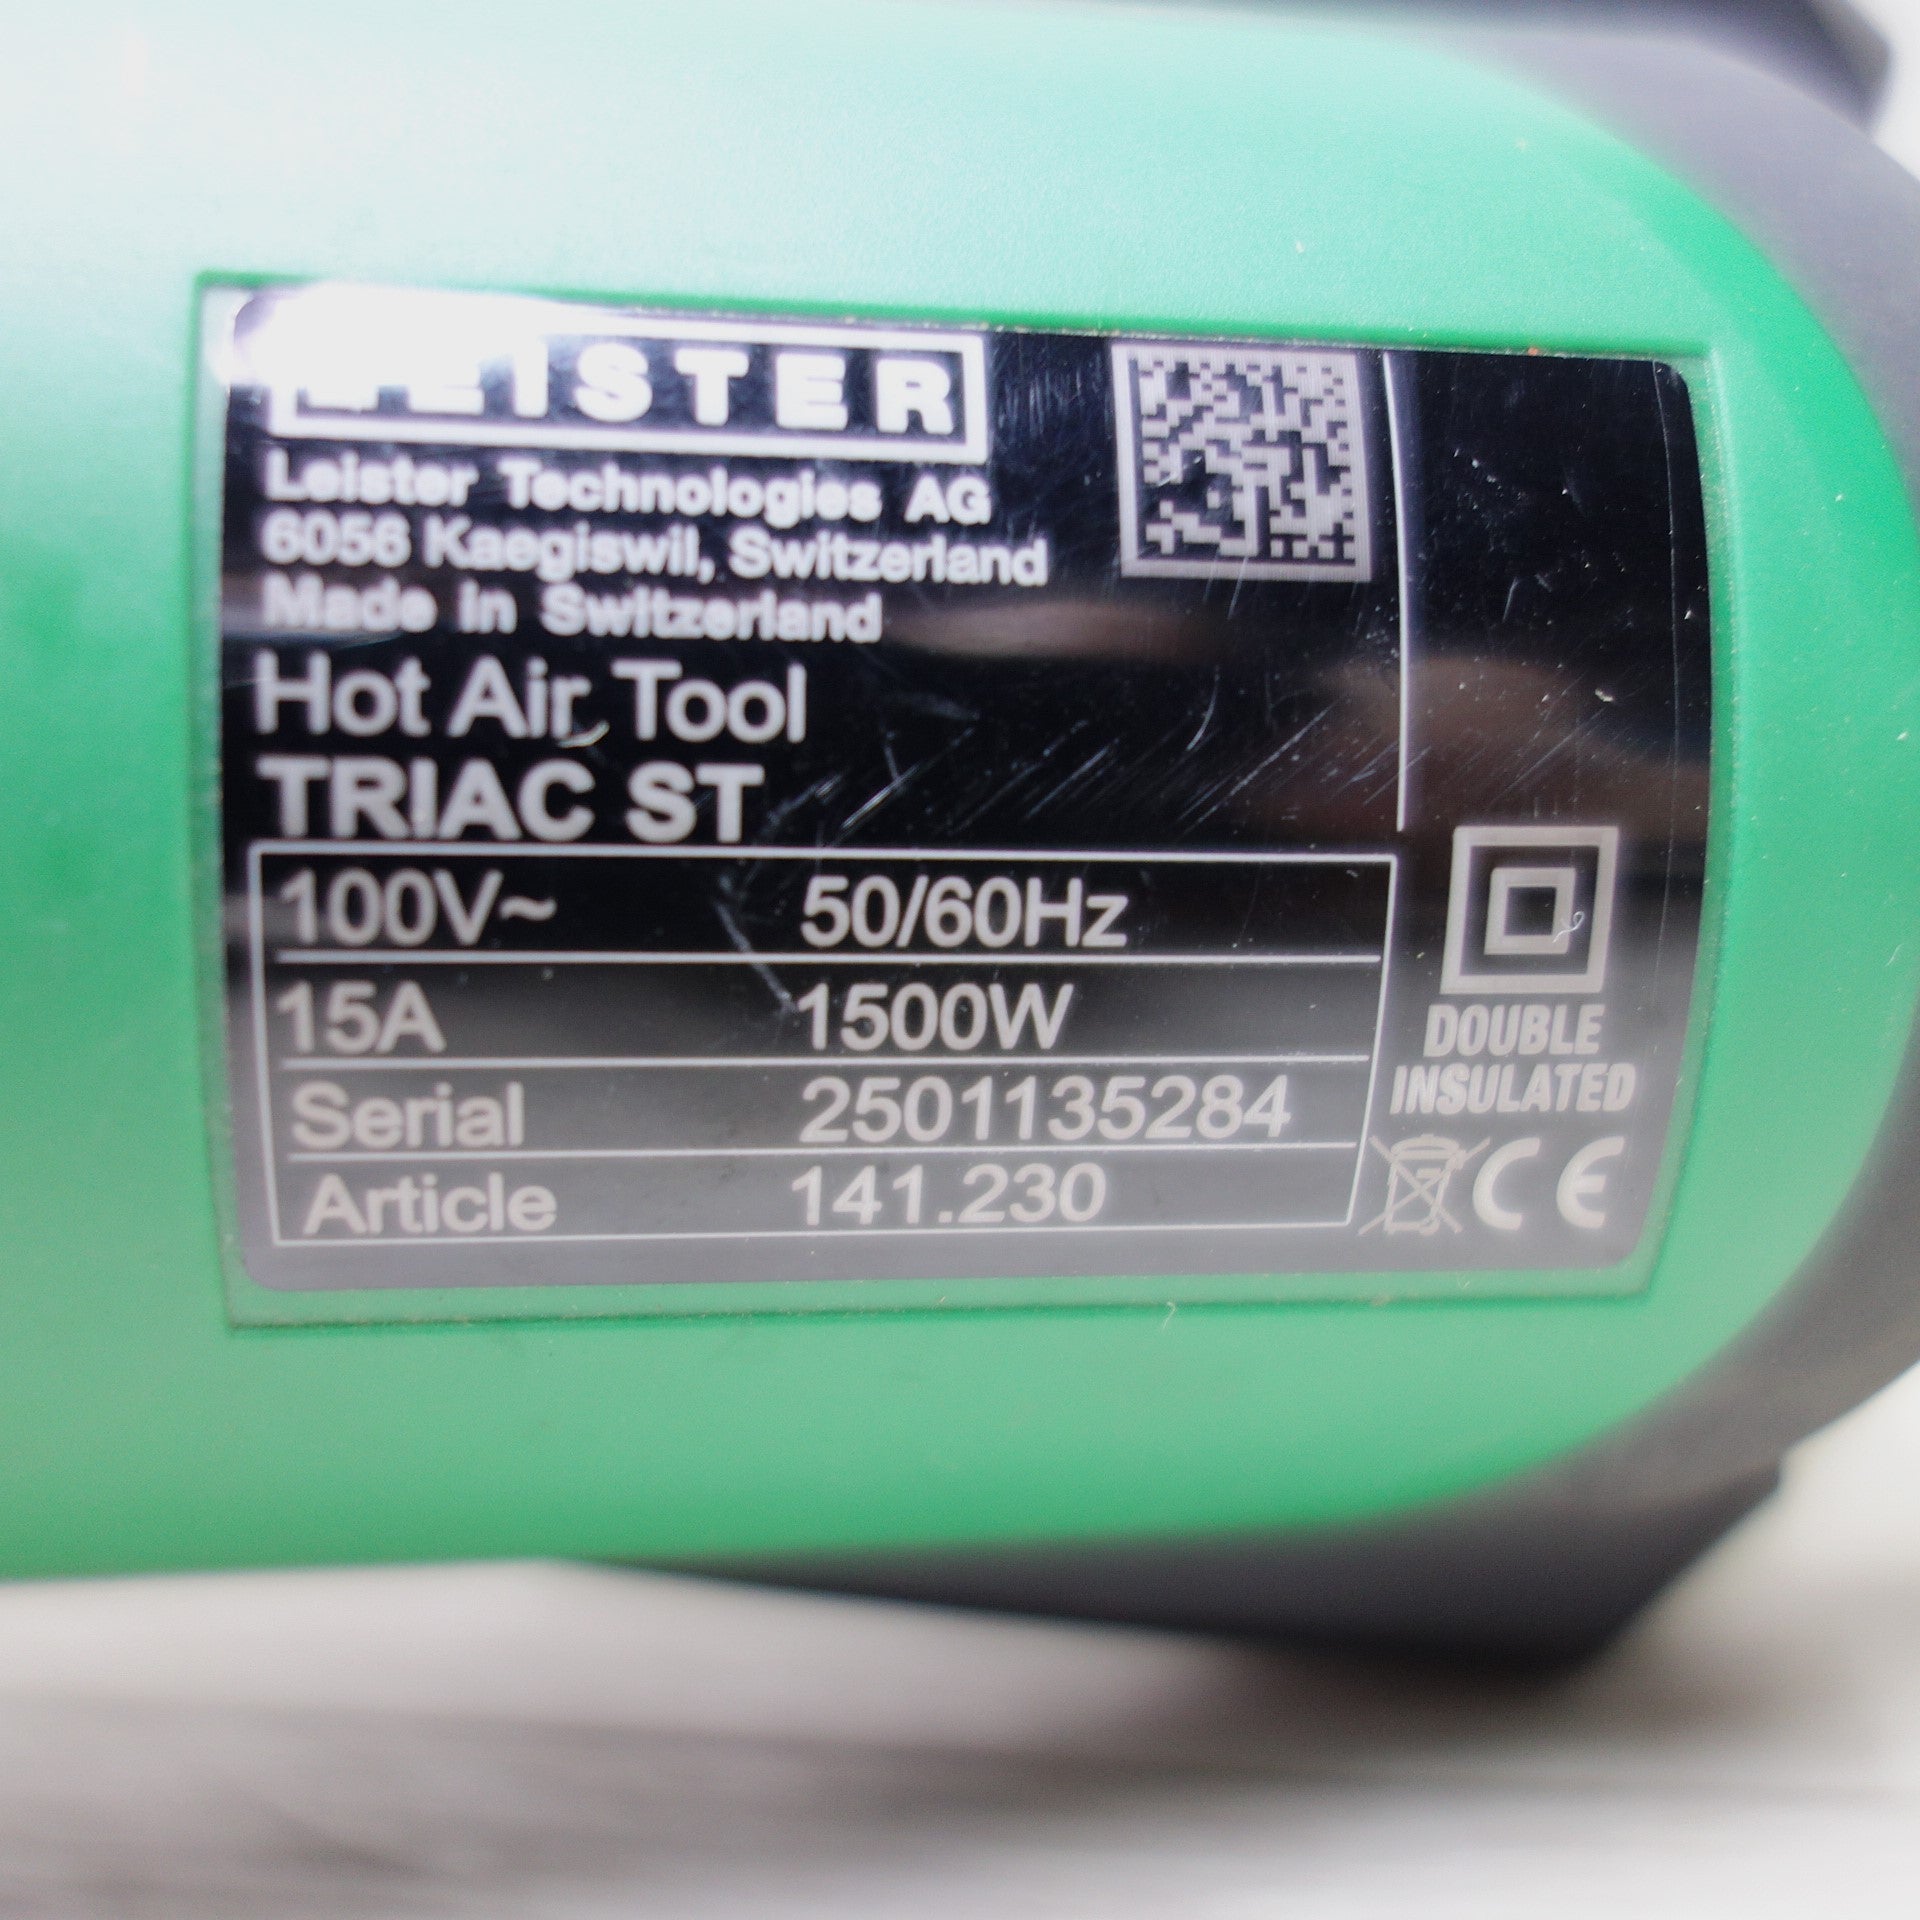 LEISTER
Leister Technologies AG
6056 Kaegiswil, Switzerland
Made in Switzerland
Hot Air Tool
TRIAC ST
100V~ 50/60Hz
15A 1500W
Serial 2501135284
Article 141.230
DOUBLE
INSULATED
CE